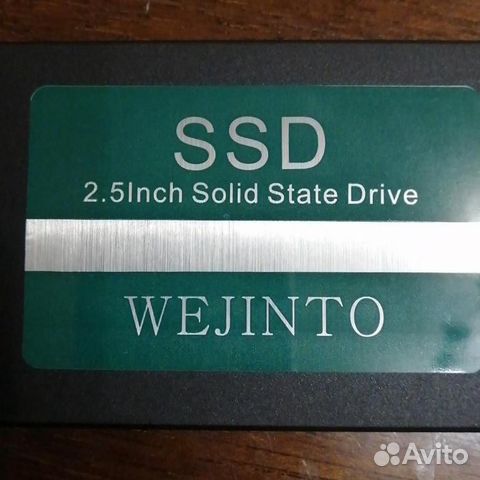 SSD
2.5Inch Solid State Drive
WEJINTO
Avito